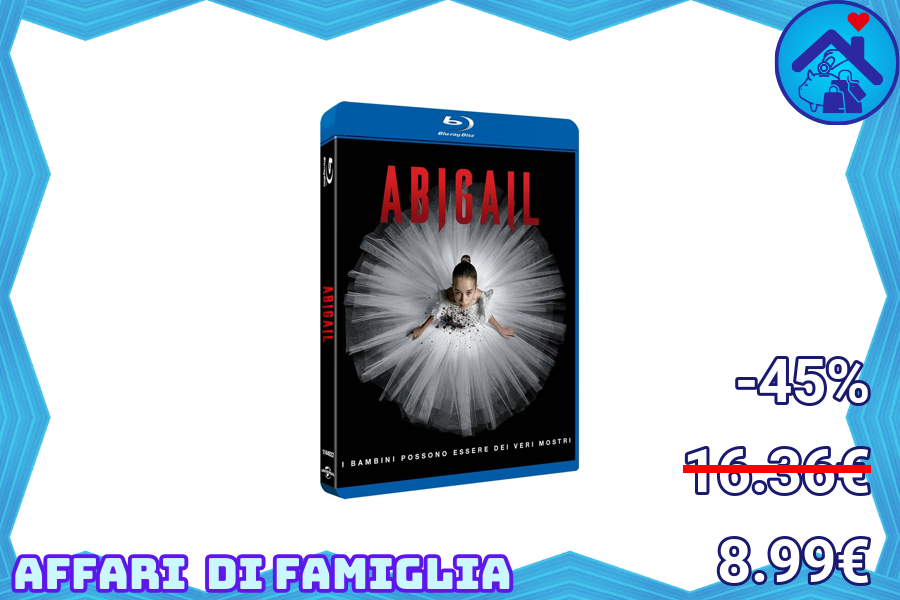 Blu-ray Disc
ABIGAIL
ABIGAIL
I BAMBINI POSSONO ESSERE DEI VERI MOSTRI
-45%
16.36€
8.99€
AFFARI DI FAMIGLIA